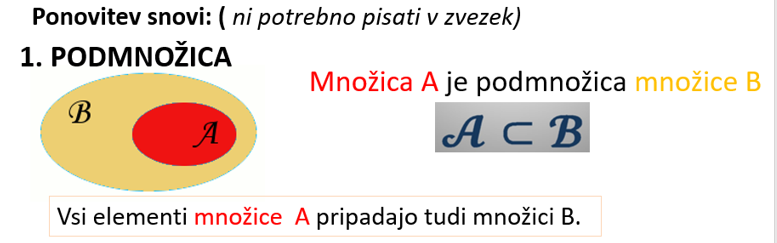 Ponovitev snovi: ( ni potrebno pisati v zvezek)
1. PODMNOŽICA
Množica A je podmnožica množice B
B
A
A ⊂ B
Vsi elementi množice A pripadajo tudi množici B.